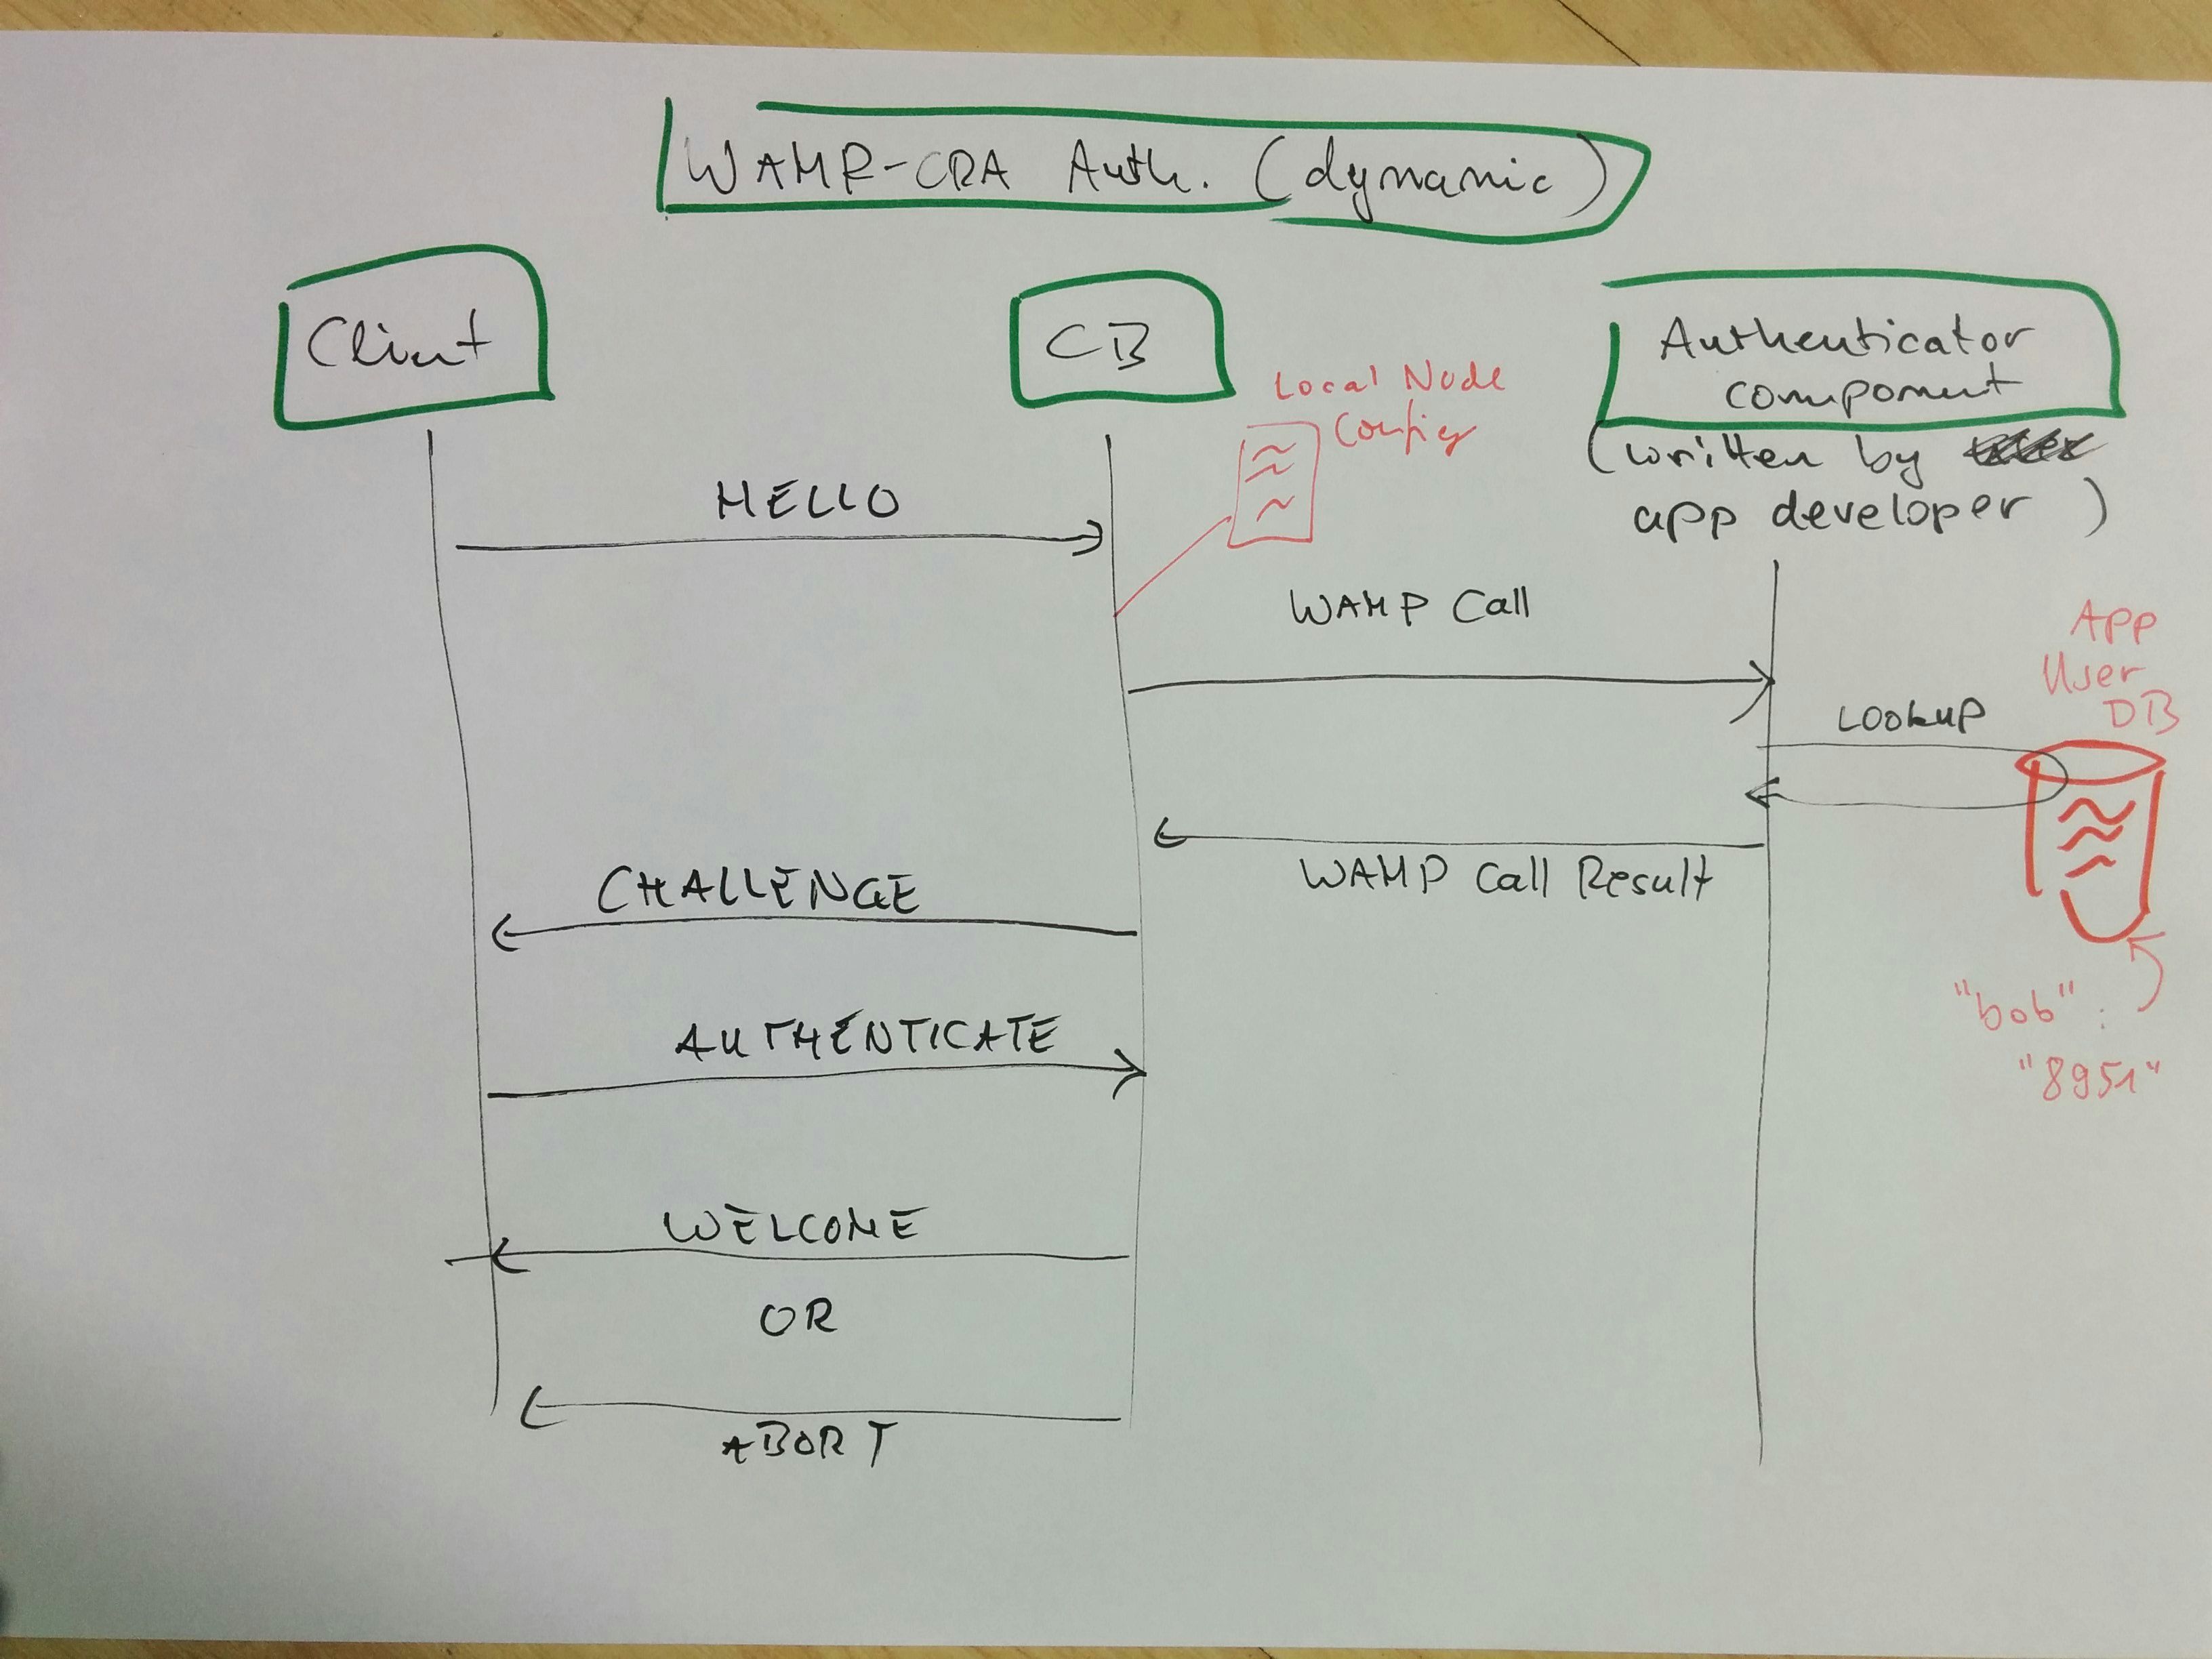 WAMP-CRA Auth. (dynamic)
Client
CB
Authenticator
component
(written by
app developer)
Local Node
Config
HELLO
WAMP Call
App
User
DB
LOOKUP
WAMP Call Result
CHALLENGE
"bob":
"8951"
AUTHENTICATE
WELCOME
OR
ABORT